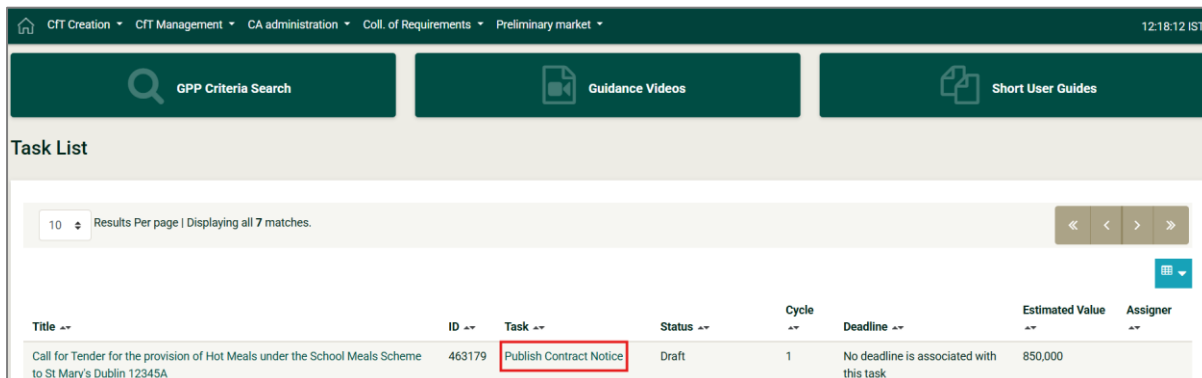 CfT Creation CfT Management CA administration Coll. of Requirements Preliminary market 12:18:12 IST
GPP Criteria Search Guidance Videos Short User Guides
Task List
10 Results Per page | Displaying all 7 matches.
Title ID Task Status Cycle Deadline Estimated Value Assigner
Call for Tender for the provision of Hot Meals under the School Meals Scheme 463179 Publish Contract Notice Draft 1 No deadline is associated with 850,000
to St Mary's Dublin 12345A this task